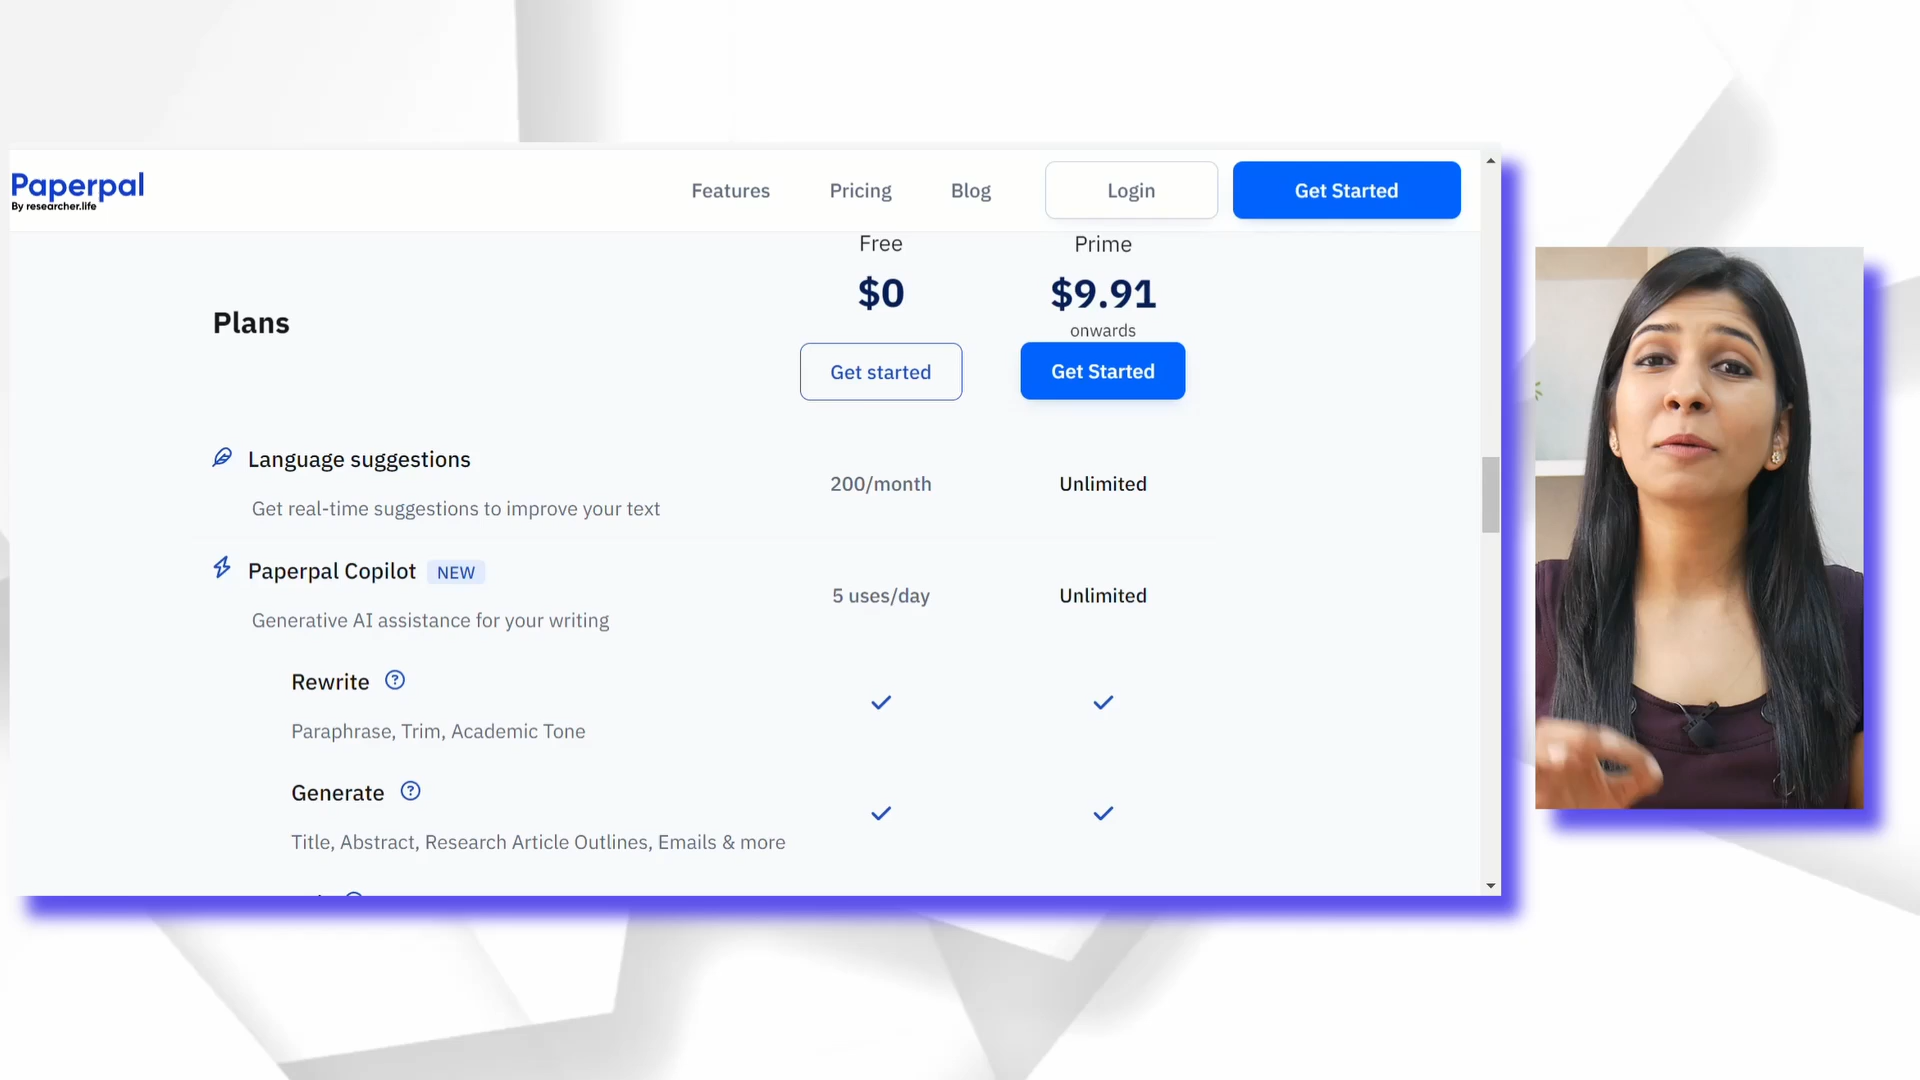 Paperpal
By researcher.life
Features Pricing Blog Login Get Started
Free Prime
$0 $9.91
onwards
Plans
Get started Get Started
Language suggestions
200/month Unlimited
Get real-time suggestions to improve your text
Paperpal Copilot NEW
5 uses/day Unlimited
Generative AI assistance for your writing
Rewrite
Paraphrase, Trim, Academic Tone
Generate
Title, Abstract, Research Article Outlines, Emails & more